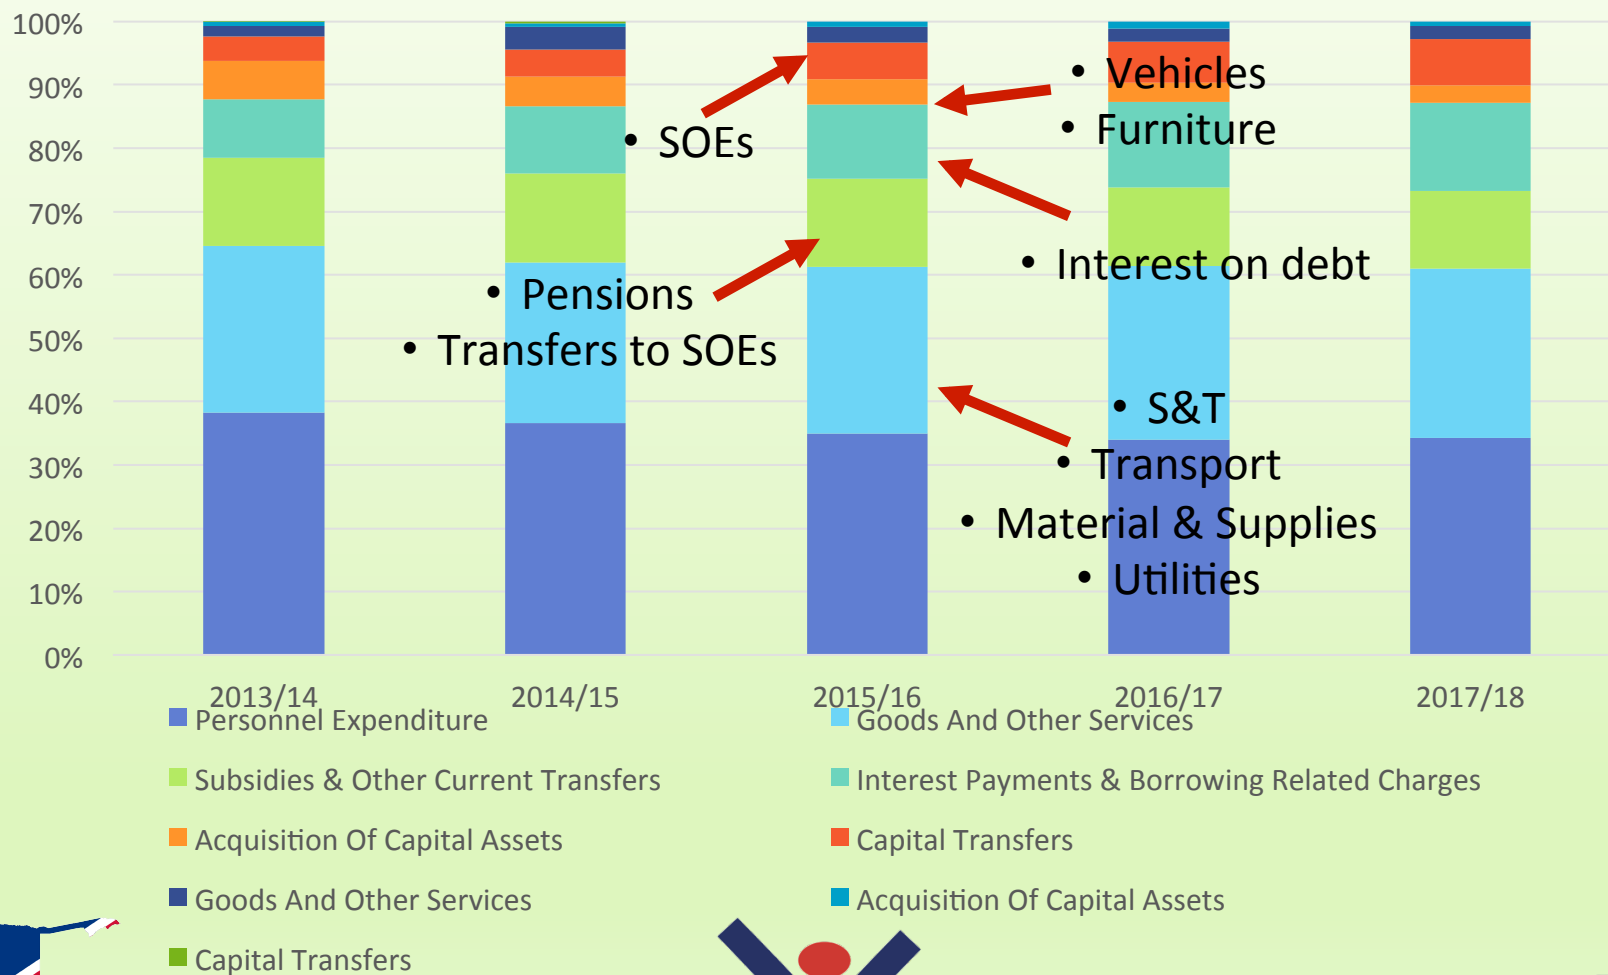 100%
90%
80%
70%
60%
50%
40%
30%
20%
10%
0%
• SOEs
• Vehicles
• Furniture
• Interest on debt
• Pensions
• Transfers to SOEs
• S&T
• Transport
• Material & Supplies
• Utilities
2013/14 2014/15 2015/16 2016/17 2017/18
Personnel Expenditure Goods And Other Services
Subsidies & Other Current Transfers Interest Payments & Borrowing Related Charges
Acquisition Of Capital Assets Capital Transfers
Goods And Other Services Acquisition Of Capital Assets
Capital Transfers